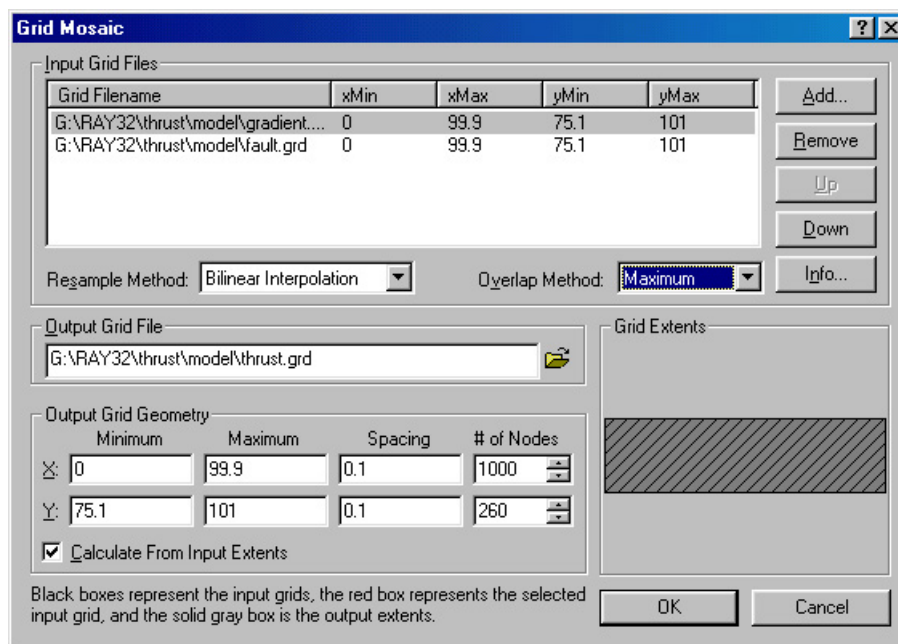 Grid Mosaic
Input Grid Files
Grid Filename xMin xMax yMin yMax
G:\RAY32\thrust\model\gradient.... 0 99.9 75.1 101
G:\RAY32\thrust\model\fault.grd 0 99.9 75.1 101
Add...
Remove
Up
Down
Info...
Resample Method: Bilinear Interpolation Overlap Method: Maximum
Output Grid File
G:\RAY32\thrust\model\thrust.grd
Grid Extents
Output Grid Geometry
Minimum Maximum Spacing # of Nodes
X: 0 99.9 0.1 1000
Y: 75.1 101 0.1 260
Calculate From Input Extents
Black boxes represent the input grids, the red box represents the selected
input grid, and the solid gray box is the output extents.
OK Cancel